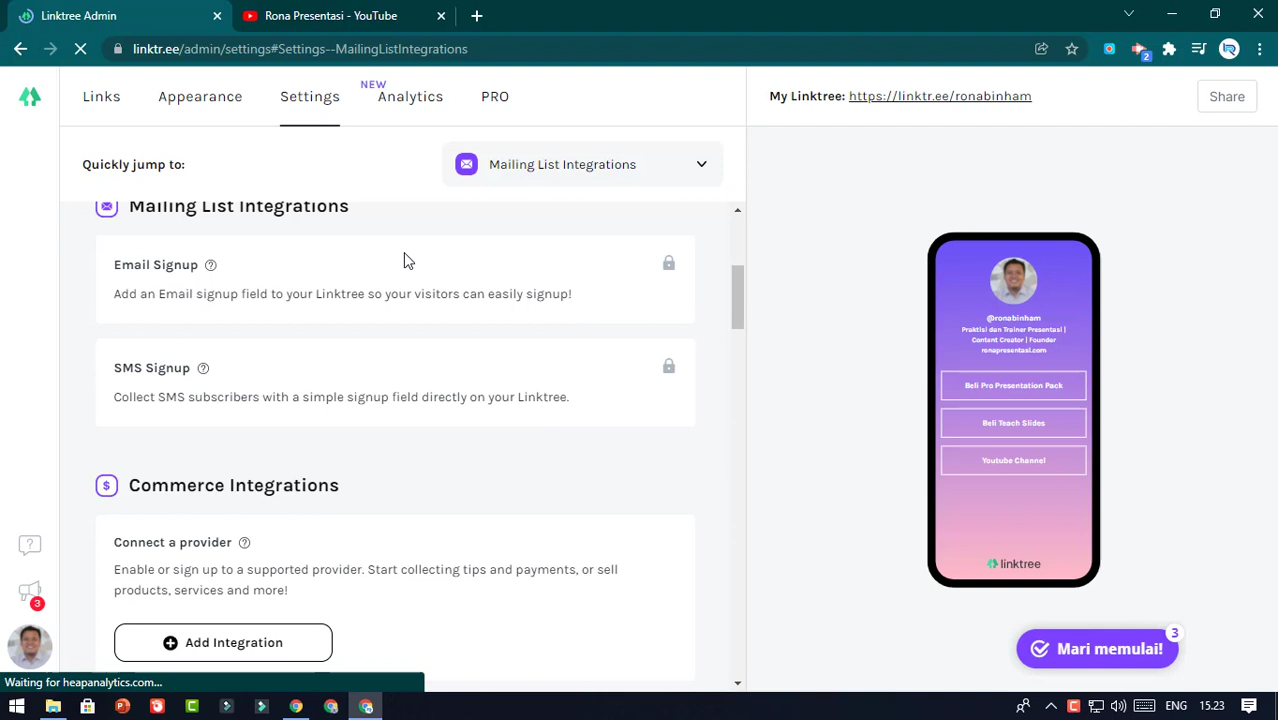 Linktree Admin
Rona Presentasi - YouTube
linktr.ee/admin/settings#Settings--MailingListIntegrations
2
Links
Appearance
Settings
NEW
Analytics
PRO
My Linktree: https://linktr.ee/ronabinham
Share
Quickly jump to:
Mailing List Integrations
Mailing List Integrations
Email Signup
Add an Email signup field to your Linktree so your visitors can easily signup!
SMS Signup
Collect SMS subscribers with a simple signup field directly on your Linktree.
Commerce Integrations
Connect a provider
Enable or sign up to a supported provider. Start collecting tips and payments, or sell
products, services and more!
Add Integration
@ronabinham
Praktisi dan Trainer Presentasi |
Content Creator | Founder
ronapresentasi.com
Beli Pro Presentation Pack
Beli Teach Slides
Youtube Channel
linktree
3
Mari memulai!
3
Waiting for heapanalytics.com...
ENG
15.23